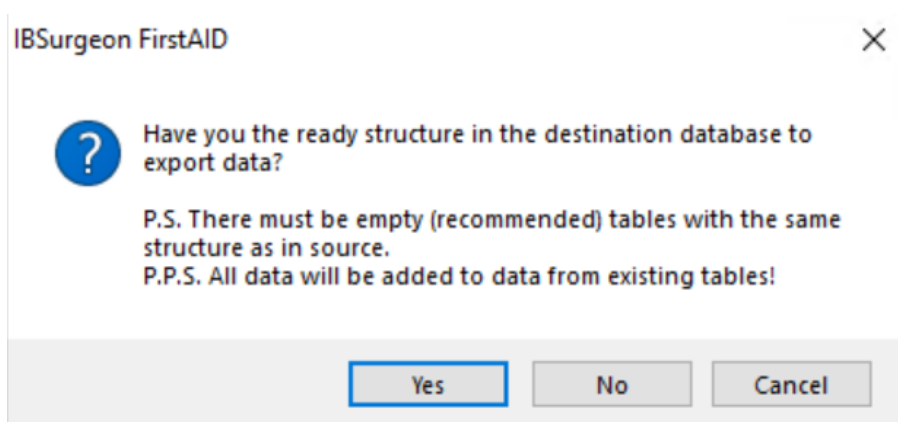 IBSurgeon FirstAID
Have you the ready structure in the destination database to
export data?
P.S. There must be empty (recommended) tables with the same
structure as in source.
P.P.S. All data will be added to data from existing tables!
Yes
No
Cancel